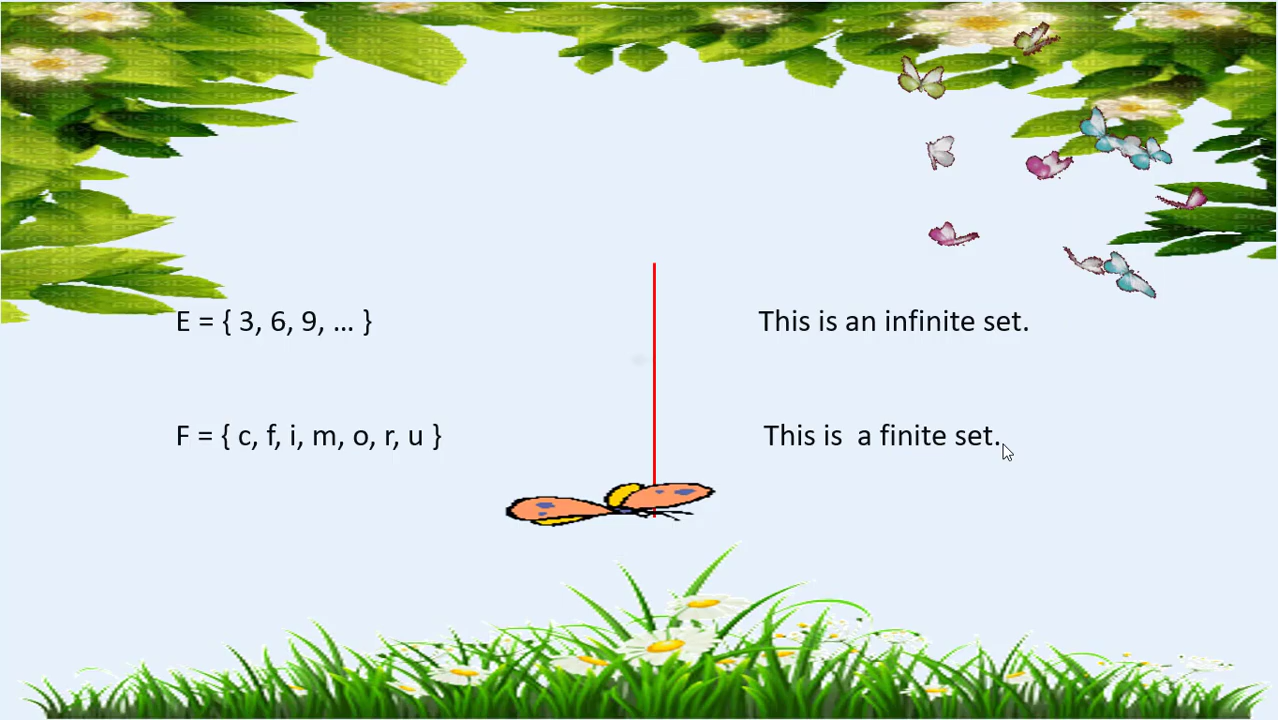 E = { 3, 6, 9, ... }
This is an infinite set.
F = { c, f, i, m, o, r, u }
This is  a finite set.